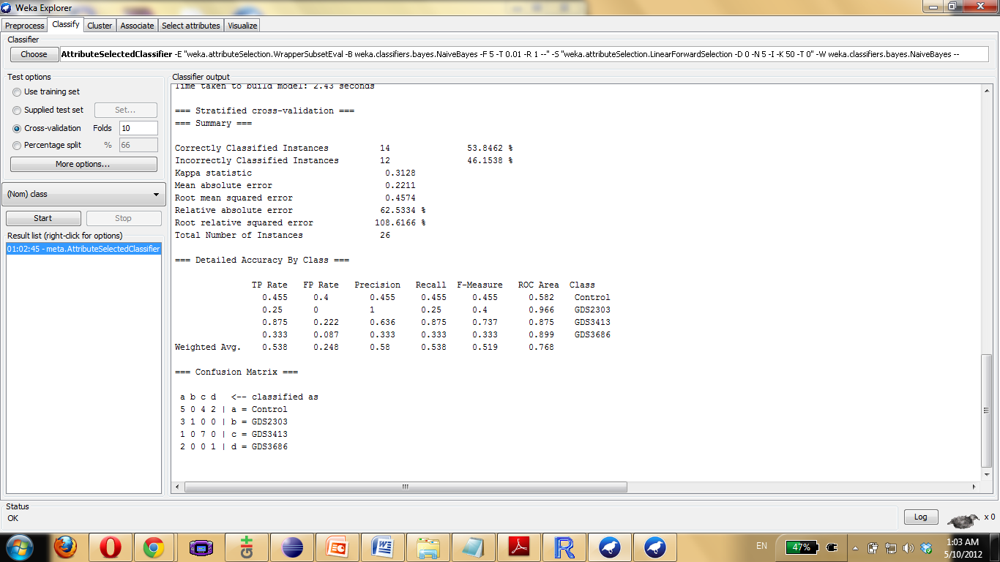 Weka Explorer
Preprocess Classify Cluster Associate Select attributes Visualize
Classifier
Choose AttributeSelectedClassifier -E "weka.attributeSelection.WrapperSubsetEval -B weka.classifiers.bayes.NaiveBayes -F 5 -T 0.01 -R 1 --" -S "weka.attributeSelection.LinearForwardSelection -D 0 -N 5 -I -K 50 -T 0" -W weka.classifiers.bayes.NaiveBayes --
Test options
Use training set
Supplied test set Set...
Cross-validation Folds 10
Percentage split % 66
More options...
(Nom) class
Start Stop
Result list (right-click for options)
01:02:45 - meta.AttributeSelectedClassifier
Classifier output
Time taken to build model: 2.43 seconds
=== Stratified cross-validation ===
=== Summary ===
Correctly Classified Instances 14 53.8462 %
Incorrectly Classified Instances 12 46.1538 %
Kappa statistic 0.3128
Mean absolute error 0.2211
Root mean squared error 0.4574
Relative absolute error 62.5334 %
Root relative squared error 108.6166 %
Total Number of Instances 26
=== Detailed Accuracy By Class ===
TP Rate FP Rate Precision Recall F-Measure ROC Area Class
0.455 0.4 0.455 0.455 0.455 0.582 Control
0.25 0 1 0.25 0.4 0.966 GDS2303
0.875 0.222 0.636 0.875 0.737 0.875 GDS3413
0.333 0.087 0.333 0.333 0.333 0.899 GDS3686
Weighted Avg. 0.538 0.248 0.58 0.538 0.519 0.768
=== Confusion Matrix ===
a b c d <-- classified as
5 0 4 2 | a = Control
3 1 0 0 | b = GDS2303
1 0 7 0 | c = GDS3413
2 0 0 1 | d = GDS3686
Status
OK
Log x 0
EN 47% 1:03 AM
5/10/2012